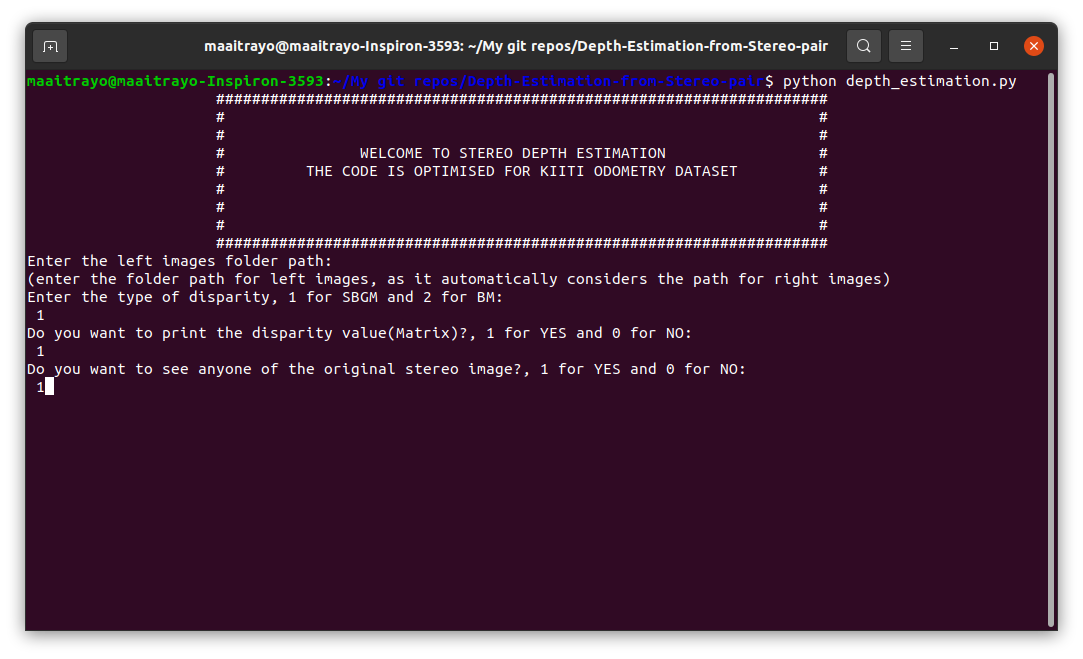 maaitrayo@maaitrayo-Inspiron-3593: ~/My git repos/Depth-Estimation-from-Stereo-pair
maaitrayo@maaitrayo-Inspiron-3593:~/My git repos/Depth-Estimation-from-Stereo-pair$ python depth_estimation.py
####################################################################
# #
# #
# WELCOME TO STEREO DEPTH ESTIMATION #
# THE CODE IS OPTIMISED FOR KIITI ODOMETRY DATASET #
# #
# #
# #
####################################################################
Enter the left images folder path:
(enter the folder path for left images, as it automatically considers the path for right images)
Enter the type of disparity, 1 for SBGM and 2 for BM:
1
Do you want to print the disparity value(Matrix)?, 1 for YES and 0 for NO:
1
Do you want to see anyone of the original stereo image?, 1 for YES and 0 for NO:
1